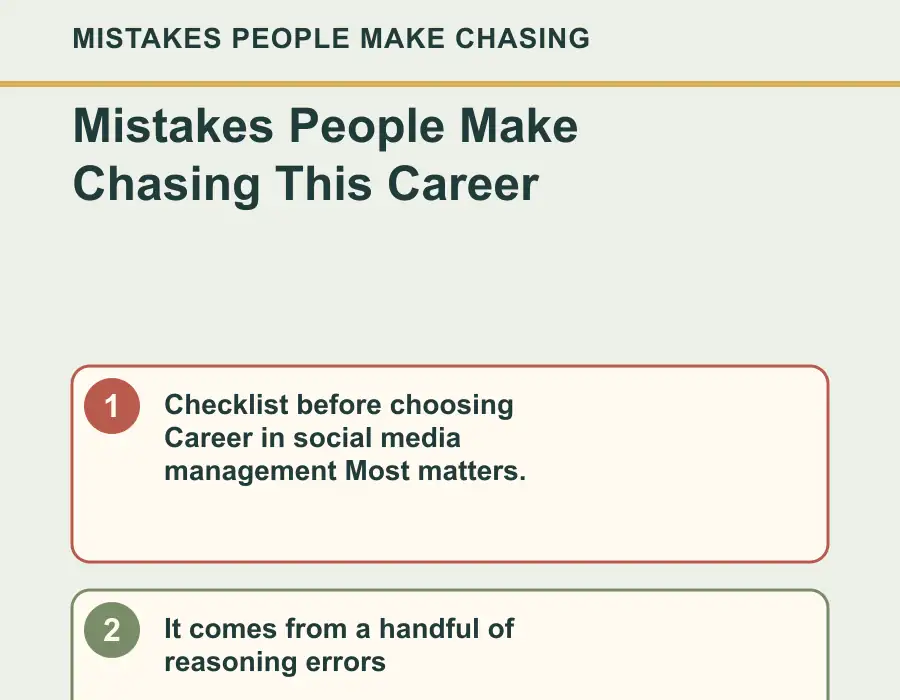 MISTAKES PEOPLE MAKE CHASING
Mistakes People Make
Chasing This Career
1
Checklist before choosing
Career in social media
management Most matters.
2
It comes from a handful of
reasoning errors